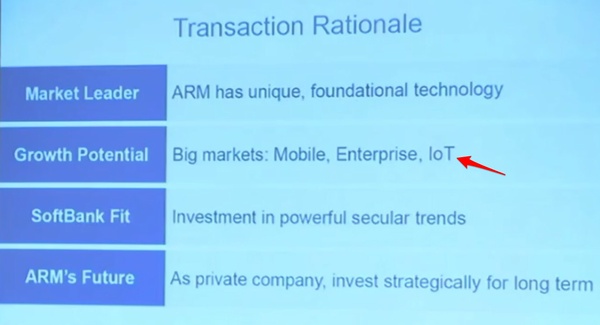 Transaction Rationale
Market Leader ARM has unique, foundational technology
Growth Potential Big markets: Mobile, Enterprise, IoT
SoftBank Fit Investment in powerful secular trends
ARM's Future As private company, invest strategically for long term